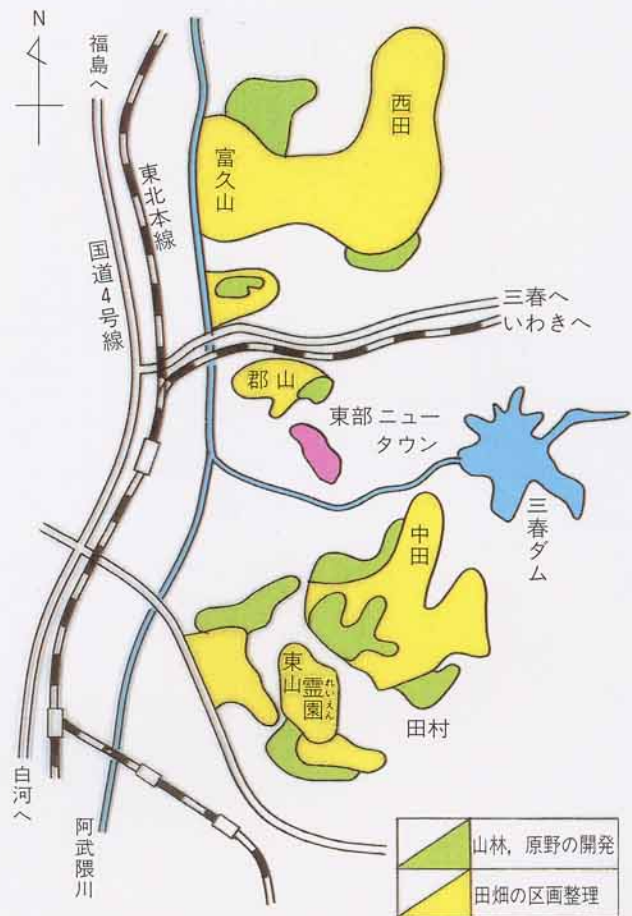 N
福島へ
東北本線
国道4号線
西田
富久山
三春へ
いわきへ
郡山
東部ニュー
タウン
三春ダム
中田
東山
霊園
れいえん
田村
白河へ
阿武隈川
山林，原野の開発
田畑の区画整理